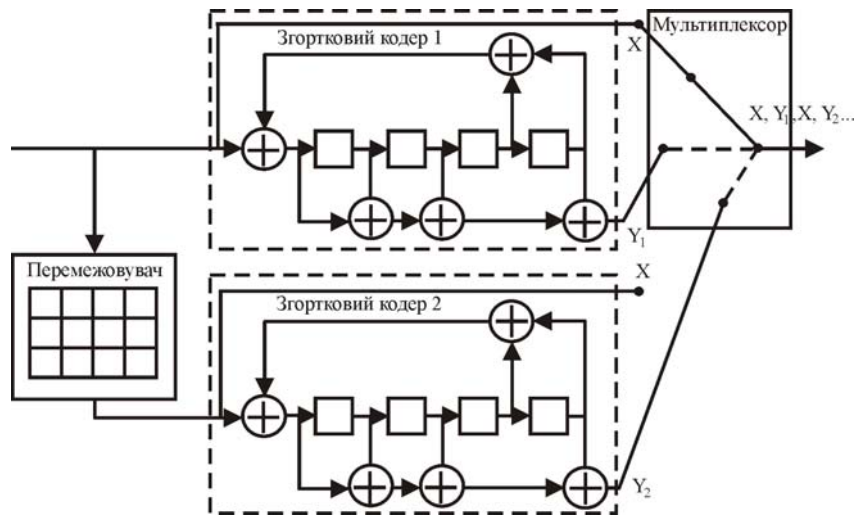 Згортковий кодер 1
X
Мультиплексор
X, Y₁,X, Y₂...
Y₁
Перемежовувач
X
Згортковий кодер 2
Y₂